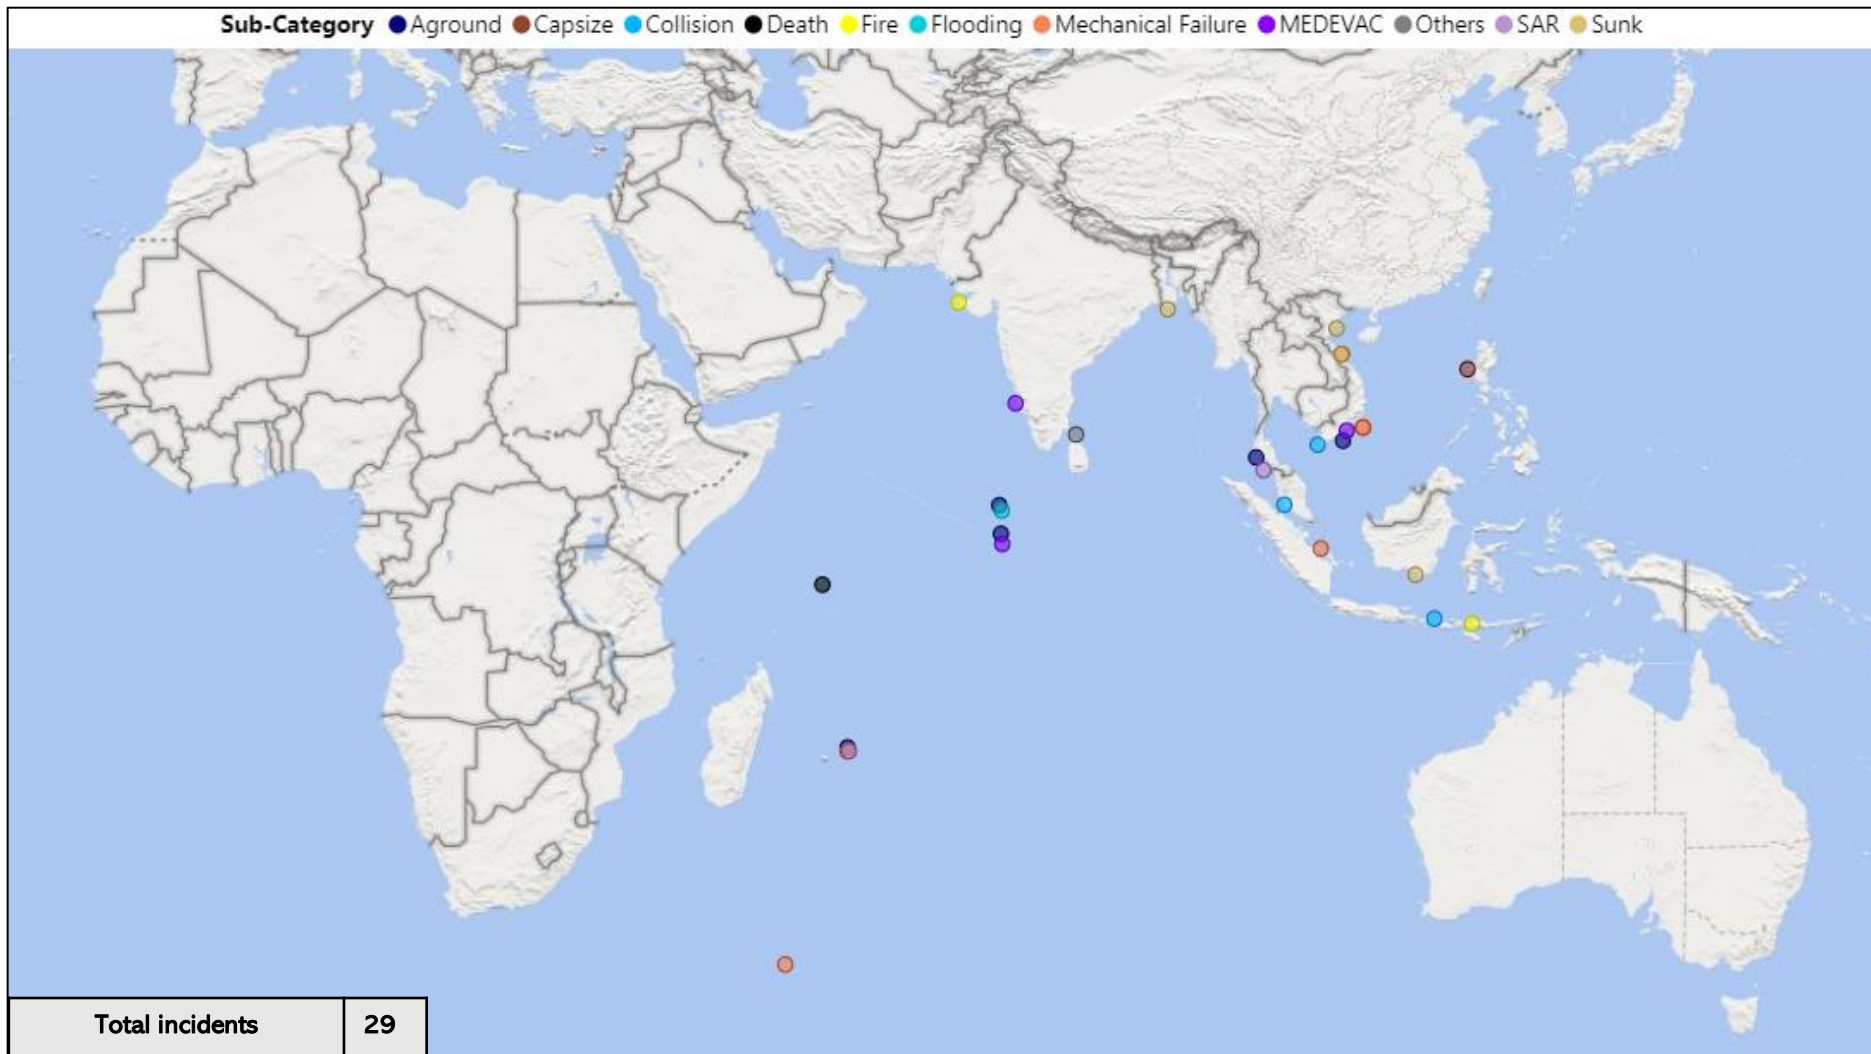 Sub-Category Aground Capsize Collision Death Fire Flooding Mechanical Failure MEDEVAC Others SAR Sunk
Total incidents 29